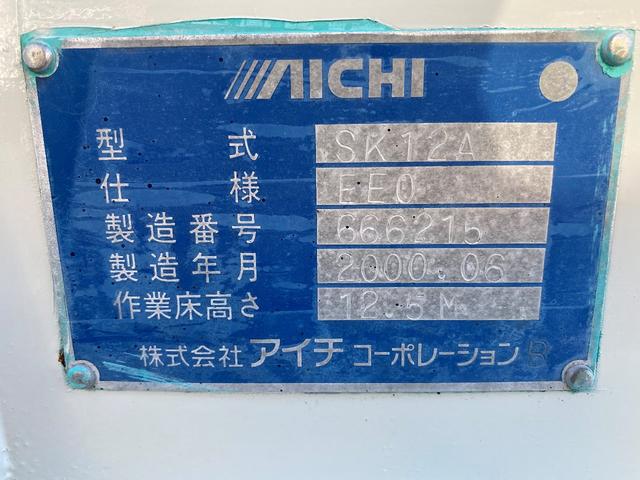 AICHI
型式 SK12A
仕様 EE0
製造番号 666215
製造年月 2000.06
作業床高さ 12.5M
株式会社 アイチ コーポレーション B